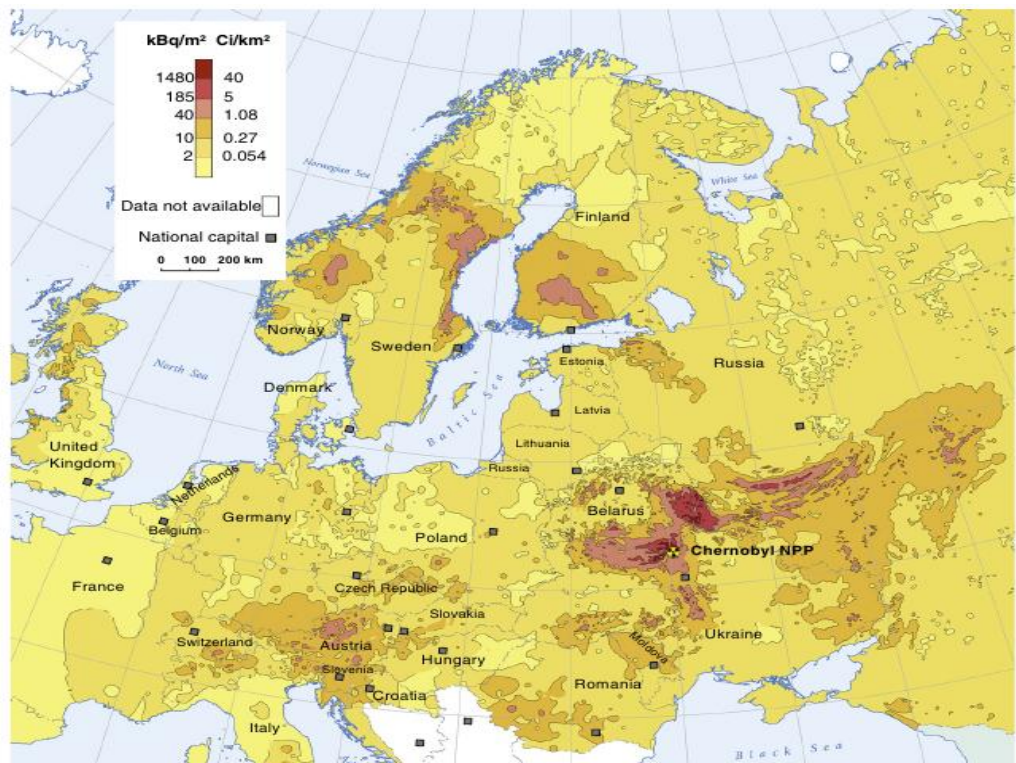 kBq/m² Ci/km²
1480 40
185 5
40 1.08
10 0.27
2 0.054
Data not available
National capital
0 100 200 km
Norwegian Sea
White Sea
Finland
Norway
Sweden
Russia
Estonia
North Sea
Denmark
Baltic Sea
Latvia
United
Kingdom
Lithuania
Russia
Netherlands
Belarus
Belgium
Germany
Poland
Chernobyl NPP
France
Czech Republic
Slovakia
Switzerland
Austria
Ukraine
Moldova
Hungary
Slovenia
Romania
Croatia
Italy
Black Sea